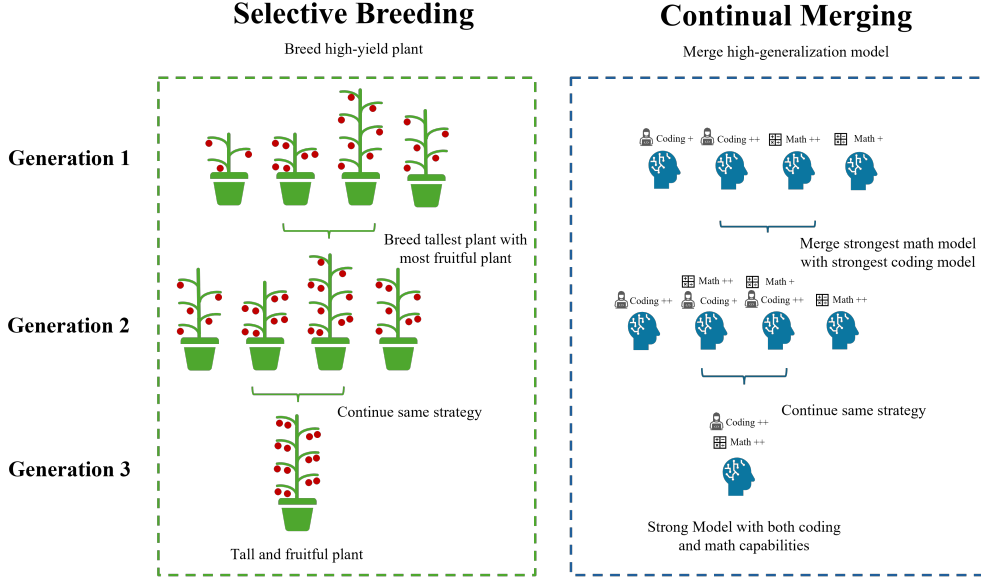 Selective Breeding
Continual Merging
Breed high-yield plant
Merge high-generalization model
Generation 1
Coding +
Coding ++
Math ++
Math +
Breed tallest plant with
most fruitful plant
Merge strongest math model
with strongest coding model
Generation 2
Math ++
Math +
Coding ++
Coding +
Coding ++
Math ++
Continue same strategy
Continue same strategy
Generation 3
Coding ++
Math ++
Tall and fruitful plant
Strong Model with both coding
and math capabilities